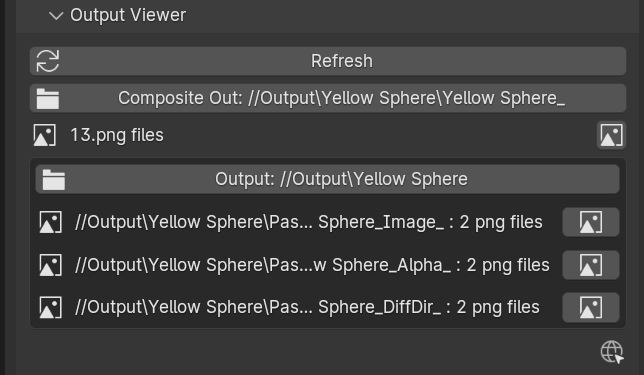 Output Viewer
Refresh
Composite Out: //Output\Yellow Sphere\Yellow Sphere_
13.png files
Output: //Output\Yellow Sphere
//Output\Yellow Sphere\Pas... Sphere_Image_ : 2 png files
//Output\Yellow Sphere\Pas...w Sphere_Alpha_ : 2 png files
//Output\Yellow Sphere\Pas... Sphere_DiffDir_ : 2 png files